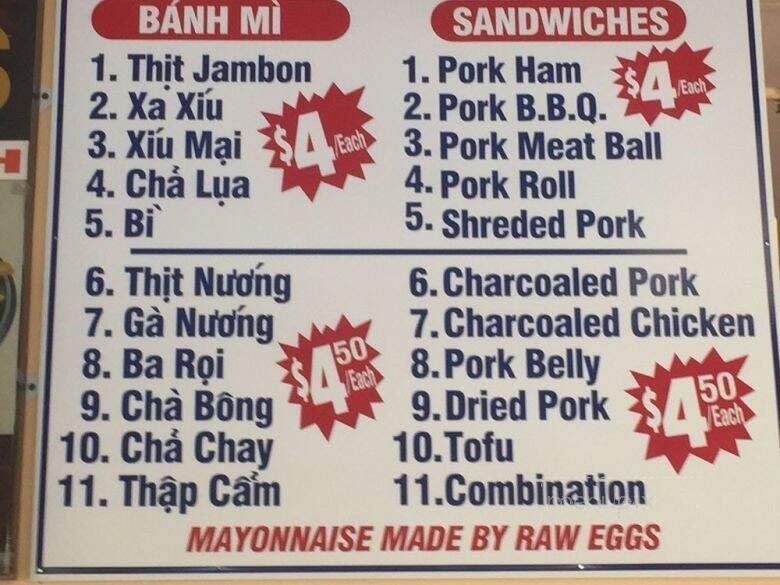 BÁNH MÌ
1. Thịt Jambon
2. Xa Xíu
3. Xíu Mại
4. Chả Lụa
5. Bì
$4/Each
6. Thịt Nướng
7. Gà Nướng
8. Ba Rọi
9. Chà Bông
10. Chả Chay
11. Thập Cẩm
$4.50/Each
SANDWICHES
1. Pork Ham
2. Pork B.B.Q.
3. Pork Meat Ball
4. Pork Roll
5. Shreded Pork
$4/Each
6. Charcoaled Pork
7. Charcoaled Chicken
8. Pork Belly
9. Dried Pork
10. Tofu
11. Combination
$4.50/Each
MAYONNAISE MADE BY RAW EGGS